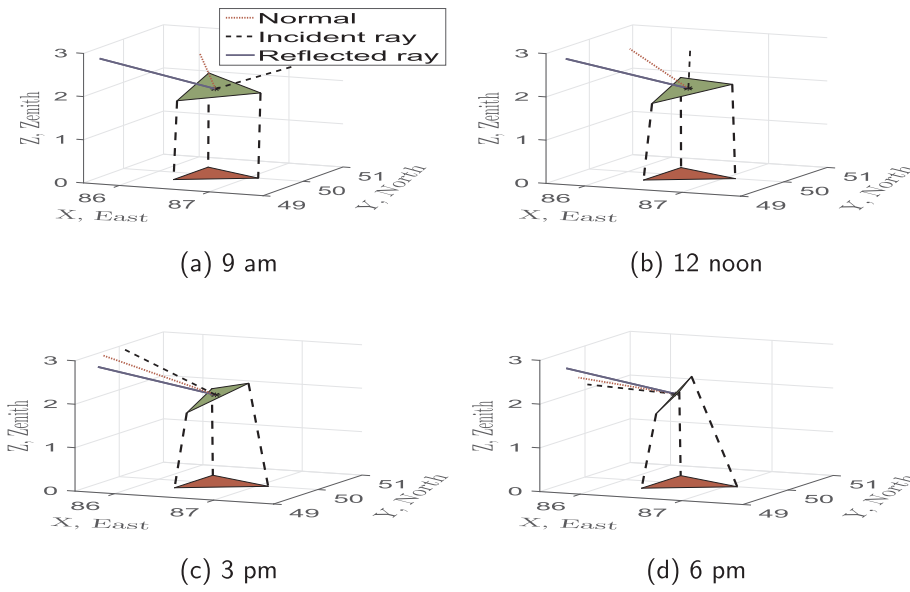 Normal
Incident ray
Reflected ray
3
2
1
0
Z, Zenith
86
87
X, East
49
50
51
Y, North
(a) 9 am
3
2
1
0
Z, Zenith
86
87
X, East
49
50
51
Y, North
(b) 12 noon
3
2
1
0
Z, Zenith
86
87
X, East
49
50
51
Y, North
(c) 3 pm
3
2
1
0
Z, Zenith
86
87
X, East
49
50
51
Y, North
(d) 6 pm